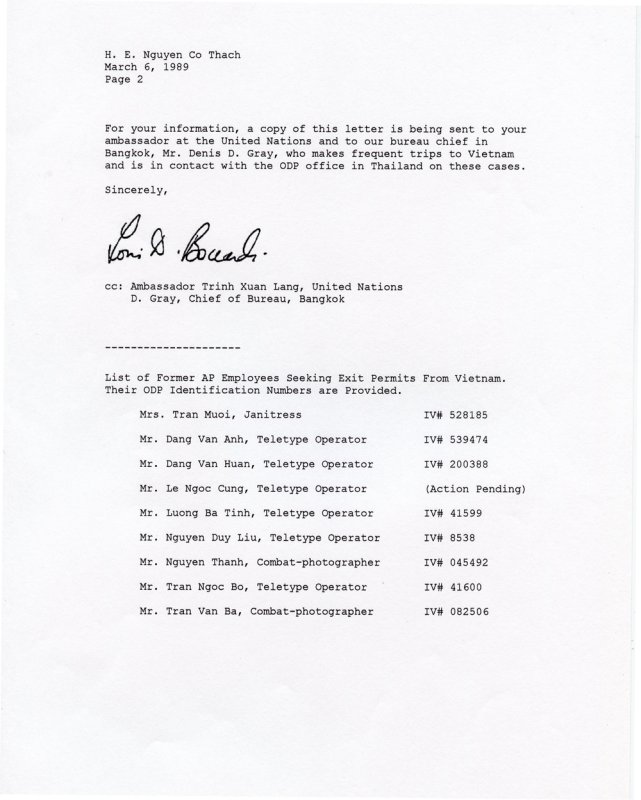 H. E. Nguyen Co Thach
March 6, 1989
Page 2
For your information, a copy of this letter is being sent to your
ambassador at the United Nations and to our bureau chief in
Bangkok, Mr. Denis D. Gray, who makes frequent trips to Vietnam
and is in contact with the ODP office in Thailand on these cases.
Sincerely,
Louis D. Boccardi
cc: Ambassador Trinh Xuan Lang, United Nations
D. Gray, Chief of Bureau, Bangkok
---------------------
List of Former AP Employees Seeking Exit Permits From Vietnam.
Their ODP Identification Numbers are Provided.
Mrs. Tran Muoi, Janitress IV# 528185
Mr. Dang Van Anh, Teletype Operator IV# 539474
Mr. Dang Van Huan, Teletype Operator IV# 200388
Mr. Le Ngoc Cung, Teletype Operator (Action Pending)
Mr. Luong Ba Tinh, Teletype Operator IV# 41599
Mr. Nguyen Duy Liu, Teletype Operator IV# 8538
Mr. Nguyen Thanh, Combat-photographer IV# 045492
Mr. Tran Ngoc Bo, Teletype Operator IV# 41600
Mr. Tran Van Ba, Combat-photographer IV# 082506